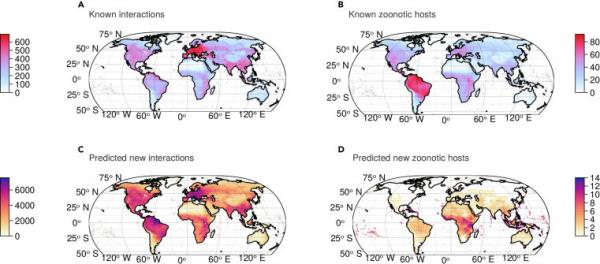 A
Known interactions
600
500
400
300
200
100
0
75° N
50° N
25° N
0°
25° S
50° S
120° W 60° W 0° 60° E 120° E
B
Known zoonotic hosts
80
60
40
20
0
75° N
50° N
25° N
0°
25° S
50° S
120° W 60° W 0° 60° E 120° E
C
Predicted new interactions
6000
4000
2000
0
75° N
50° N
25° N
0°
25° S
50° S
120° W 60° W 0° 60° E 120° E
D
Predicted new zoonotic hosts
14
12
10
8
6
4
2
0
75° N
50° N
25° N
0°
25° S
50° S
120° W 60° W 0° 60° E 120° E